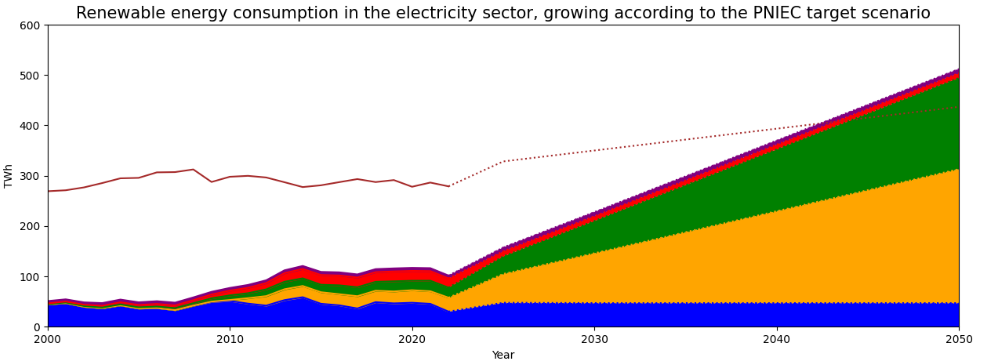 Renewable energy consumption in the electricity sector, growing according to the PNIEC target scenario
600
500
400
300
200
100
0
TWh
2000 2010 2020 2030 2040 2050
Year